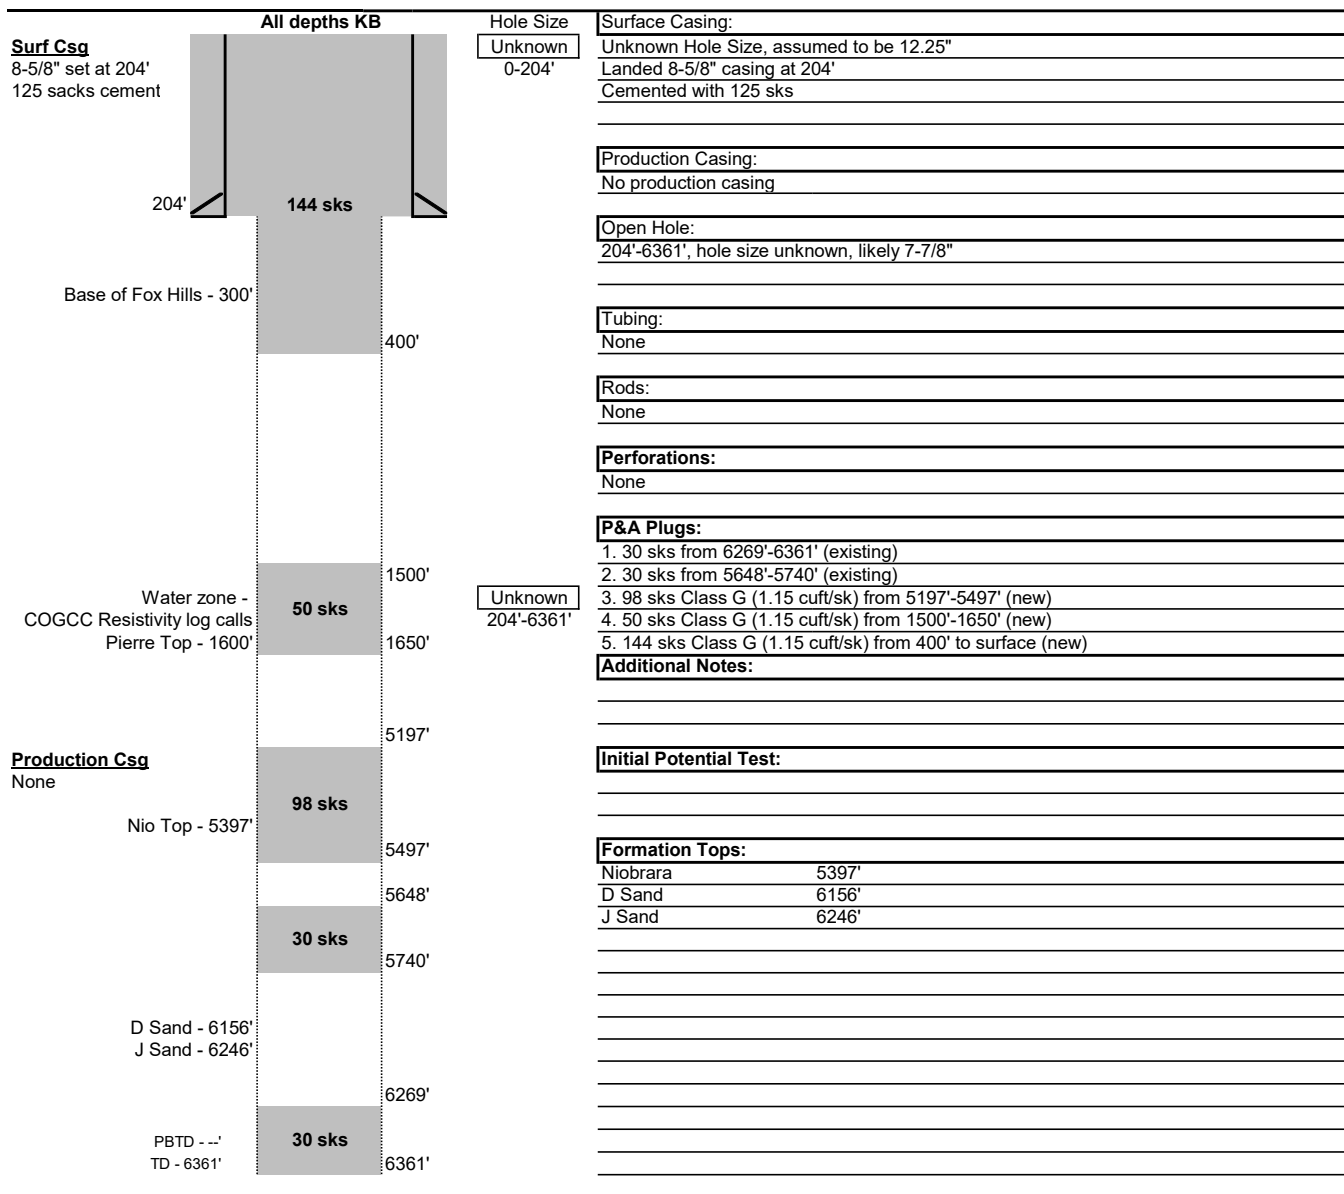 All depths KB
Surf Csg
8-5/8" set at 204'
125 sacks cement
204'
144 sks
Base of Fox Hills - 300'
400'
1500'
Water zone -
COGCC Resistivity log calls
50 sks
Pierre Top - 1600'
1650'
5197'
Production Csg
None
98 sks
Nio Top - 5397'
5497'
5648'
30 sks
5740'
D Sand - 6156'
J Sand - 6246'
6269'
30 sks
PBTD - --'
TD - 6361'
6361'
Hole Size
Unknown
0-204'
Unknown
204'-6361'
Surface Casing:
Unknown Hole Size, assumed to be 12.25"
Landed 8-5/8" casing at 204'
Cemented with 125 sks
Production Casing:
No production casing
Open Hole:
204'-6361', hole size unknown, likely 7-7/8"
Tubing:
None
Rods:
None
Perforations:
None
P&A Plugs:
1. 30 sks from 6269'-6361' (existing)
2. 30 sks from 5648'-5740' (existing)
3. 98 sks Class G (1.15 cuft/sk) from 5197'-5497' (new)
4. 50 sks Class G (1.15 cuft/sk) from 1500'-1650' (new)
5. 144 sks Class G (1.15 cuft/sk) from 400' to surface (new)
Additional Notes:
Initial Potential Test:
Formation Tops:
Niobrara 5397'
D Sand 6156'
J Sand 6246'